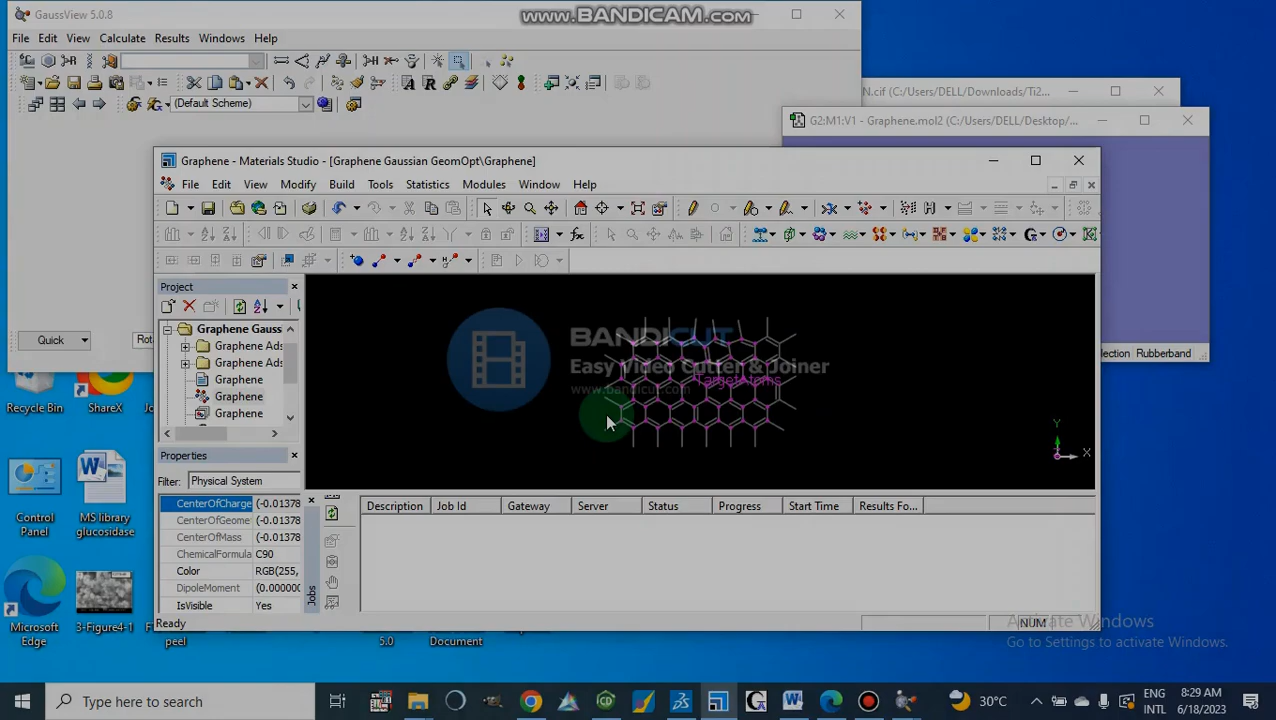 GaussView 5.0.8
www.BANDICAM.com
File Edit View Calculate Results Windows Help
(Default Scheme)
N.cif (C:/Users/DELL/Downloads/Ti2...
G2:M1:V1 - Graphene.mol2 (C:/Users/DELL/Desktop/...
Graphene - Materials Studio - [Graphene Gaussian GeomOpt\Graphene]
File Edit View Modify Build Tools Statistics Modules Window Help
Project
Graphene Gauss
Graphene Ads
Graphene Ads
Graphene
Graphene
Graphene
Quick
Rot
BANDICUT
Easy Video Cutter & Joiner
www.bandicut.com
TargetAtoms
Y
X
lection Rubberband
Properties
Filter: Physical System
CenterOfCharge (-0.01378
CenterOfGeome (-0.01378
CenterOfMass (-0.01378
ChemicalFormula C90
Color RGB(255,
DipoleMoment (0.00000
IsVisible Yes
Jobs
Description Job Id Gateway Server Status Progress Start Time Results Fo...
Ready
NUM
Recycle Bin
ShareX
Control Panel
MS library glucosidase
Microsoft Edge
3-Figure4-1
peel
5.0
Document
Activate Windows
Go to Settings to activate Windows.
Type here to search
30°C
ENG
INTL
8:29 AM
6/18/2023